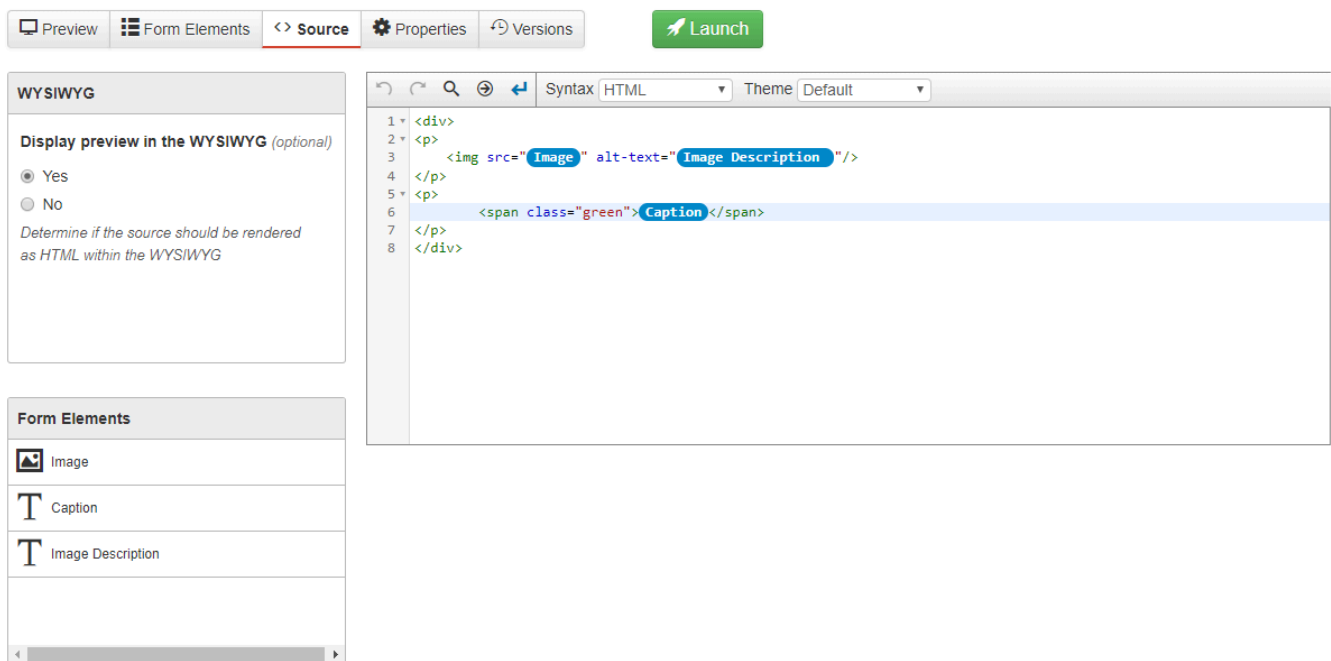 Preview Form Elements <> Source Properties Versions Launch
WYSIWYG
Display preview in the WYSIWYG (optional)
Yes
No
Determine if the source should be rendered
as HTML within the WYSIWYG
Form Elements
Image
Caption
Image Description
Syntax HTML Theme Default
1 <div>
2 <p>
3 <img src="Image" alt-text="Image Description "/>
4 </p>
5 <p>
6 <span class="green">Caption</span>
7 </p>
8 </div>